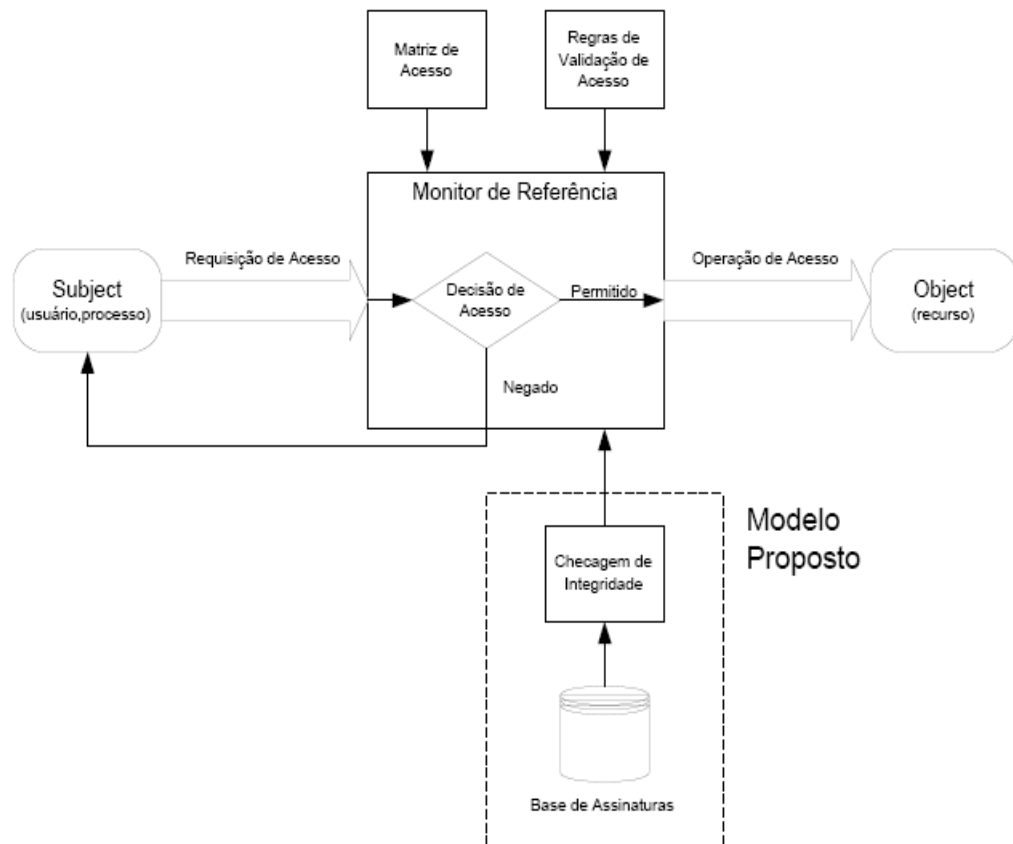 Matriz de
Acesso
Regras de
Validação de
Acesso
Monitor de Referência
Requisição de Acesso
Operação de Acesso
Subject
(usuário,processo)
Decisão de
Acesso
Permitido
Object
(recurso)
Negado
Modelo
Proposto
Checagem de
Integridade
Base de Assinaturas